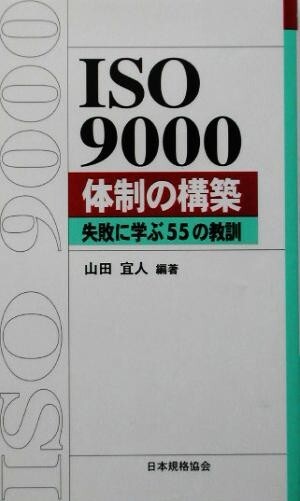 ISO 9000
ISO
9000
体制の構築
失敗に学ぶ55の教訓
山田 宜人 編著
日本規格協会